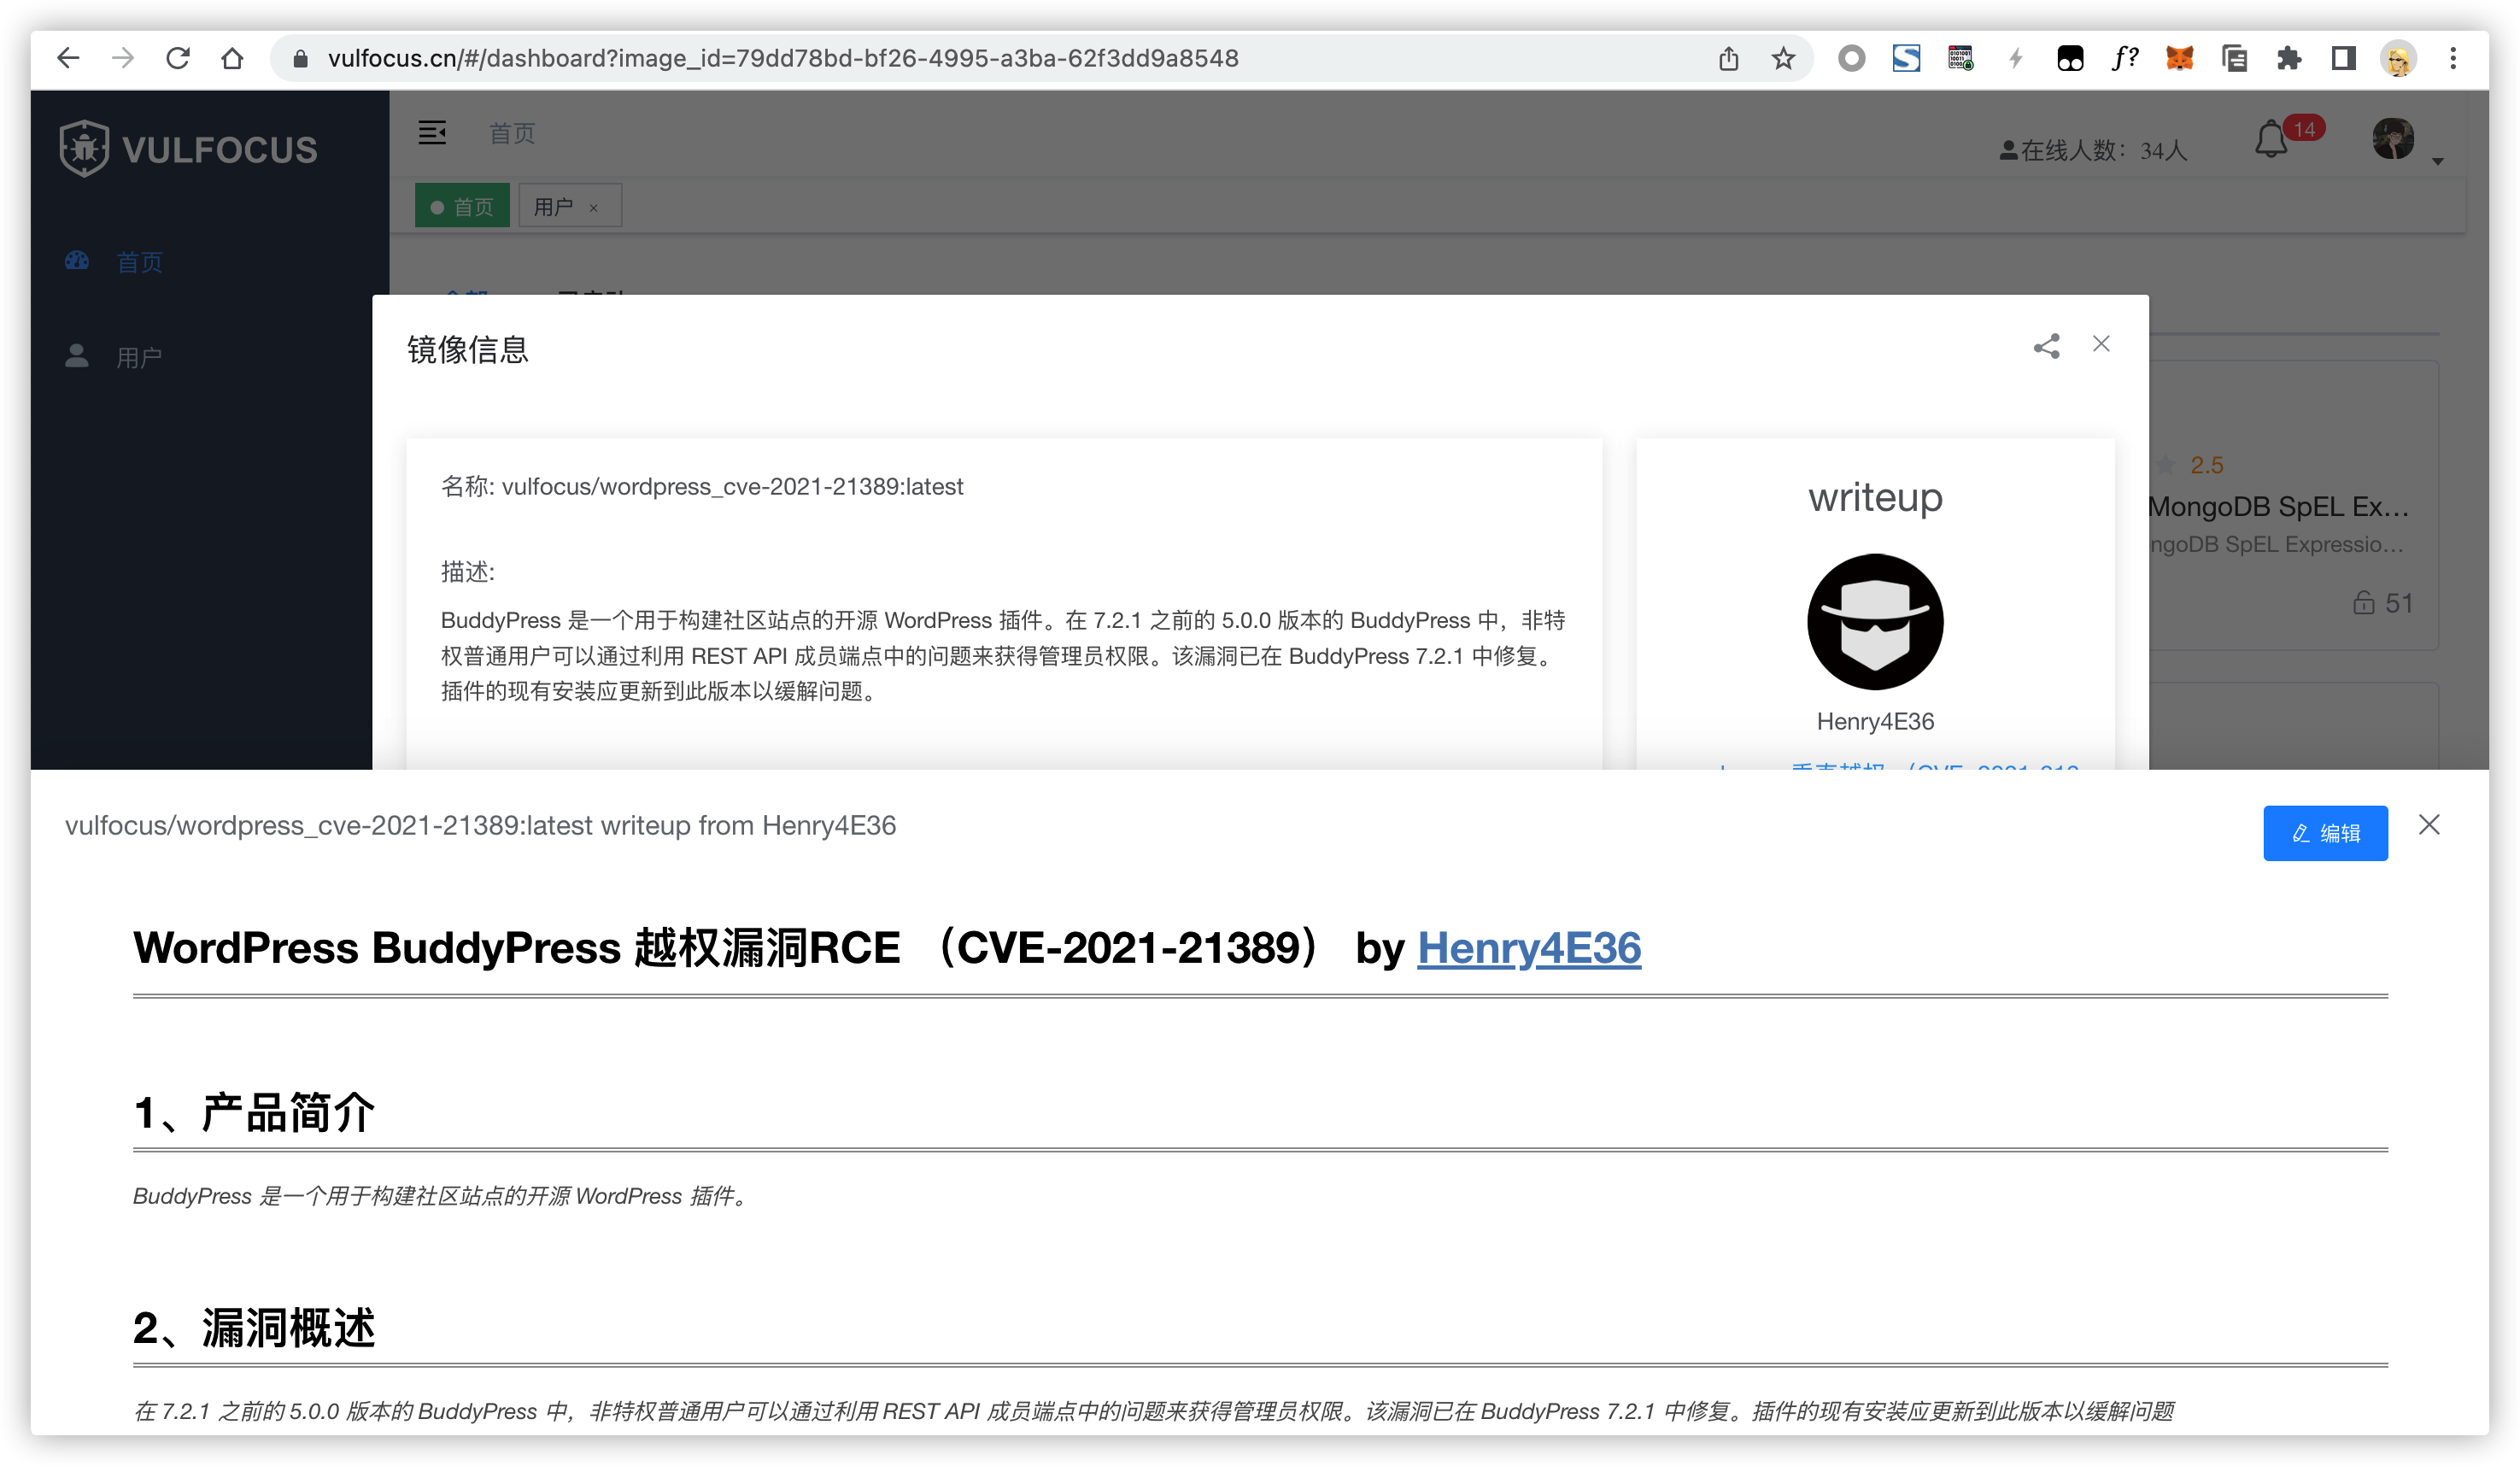 vulfocus.cn/#/dashboard?image_id=79dd78bd-bf26-4995-a3ba-62f3dd9a8548
VULFOCUS
首页
在线人数：34人
14
首页
用户 ×
首页
用户
镜像信息
名称: vulfocus/wordpress_cve-2021-21389:latest
描述:
BuddyPress 是一个用于构建社区站点的开源 WordPress 插件。在 7.2.1 之前的 5.0.0 版本的 BuddyPress 中，非特
权普通用户可以通过利用 REST API 成员端点中的问题来获得管理员权限。该漏洞已在 BuddyPress 7.2.1 中修复。
插件的现有安装应更新到此版本以缓解问题。
writeup
Henry4E36
2.5
MongoDB SpEL Ex...
ngoDB SpEL Expressio...
51
vulfocus/wordpress_cve-2021-21389:latest writeup from Henry4E36
编辑
WordPress BuddyPress 越权漏洞RCE （CVE-2021-21389） by Henry4E36
1、产品简介
BuddyPress 是一个用于构建社区站点的开源 WordPress 插件。
2、漏洞概述
在 7.2.1 之前的 5.0.0 版本的 BuddyPress 中，非特权普通用户可以通过利用 REST API 成员端点中的问题来获得管理员权限。该漏洞已在 BuddyPress 7.2.1 中修复。插件的现有安装应更新到此版本以缓解问题